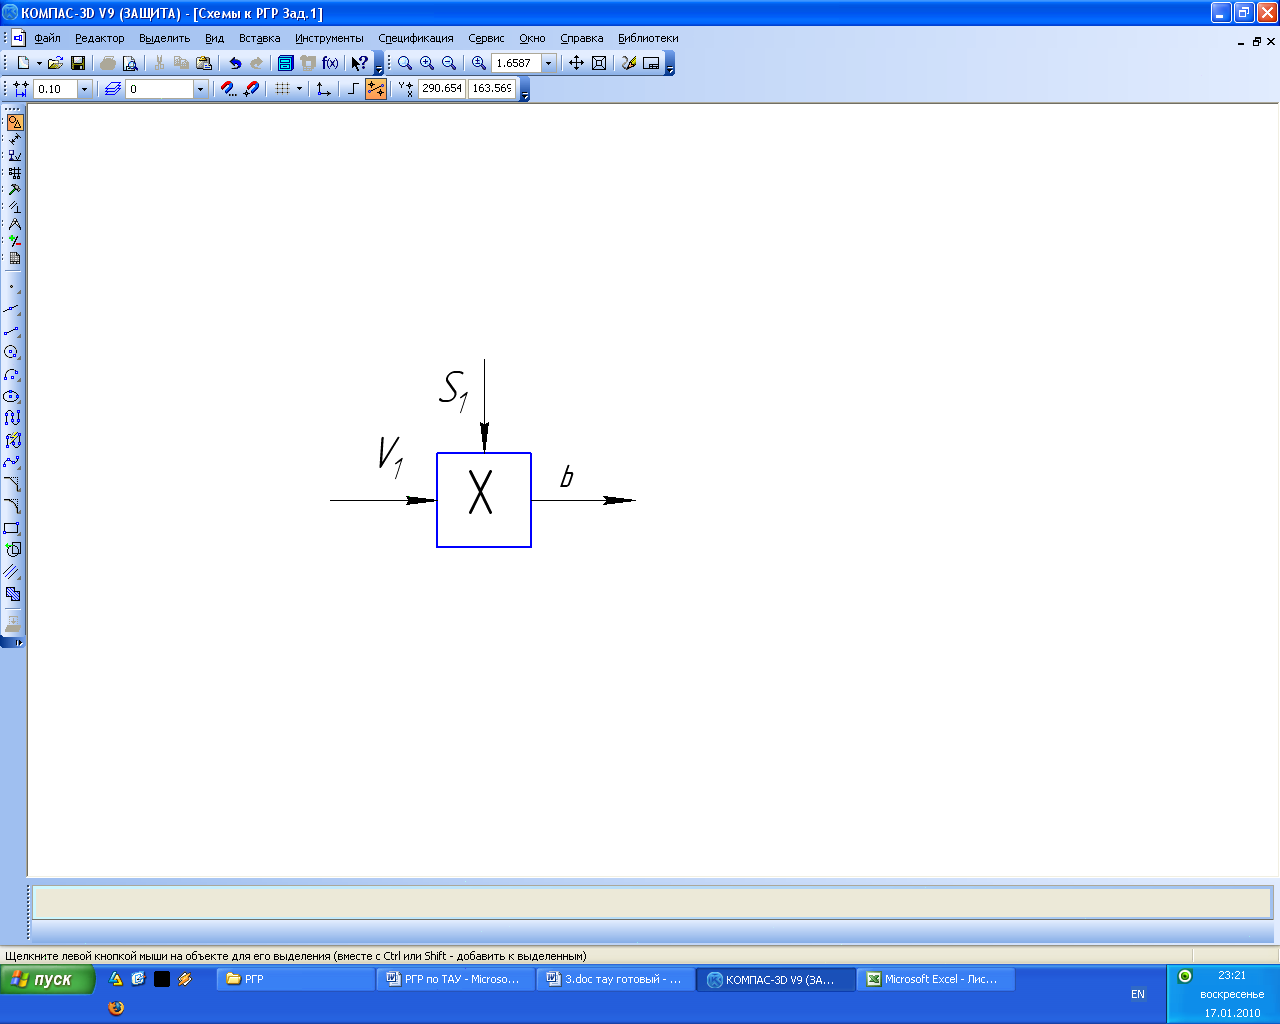 КОМПАС-3D V9 (ЗАЩИТА) - [Схемы к РГР Зад.1]
Файл Редактор Выделить Вид Вставка Инструменты Спецификация Сервис Окно Справка Библиотеки
f(x) 1.6587
0.10 0 290.654 163.569
S1
V1
b
X
Щелкните левой кнопкой мыши на объекте для его выделения (вместе с Ctrl или Shift - добавить к выделенным)
пуск РГР РГР по ТАУ - Microso... 3.doc тау готовый - ... КОМПАС-3D V9 (ЗА... Microsoft Excel - Лис... EN 23:21
воскресенье
17.01.2010